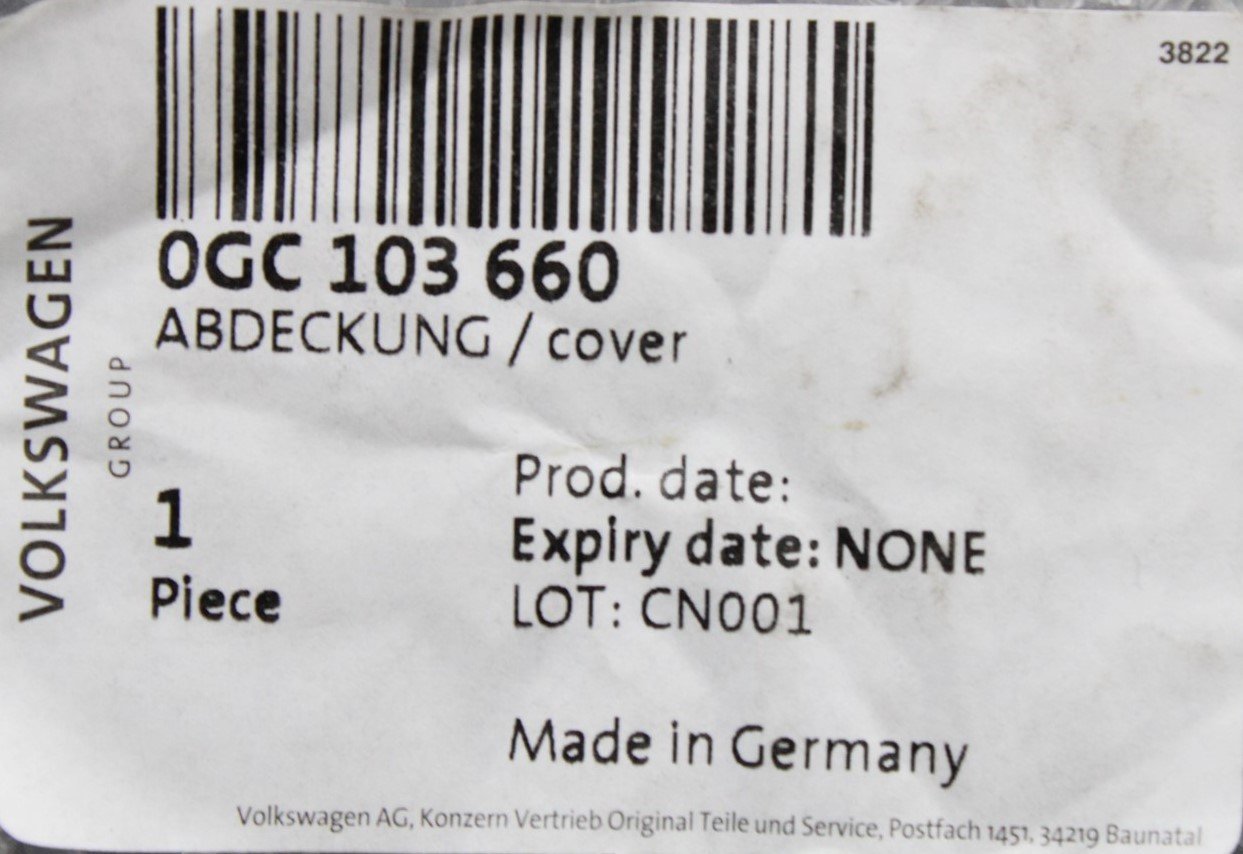 3822
0GC 103 660
ABDECKUNG / cover
VOLKSWAGEN
GROUP
1
Piece
Prod. date:
Expiry date: NONE
LOT: CN001
Made in Germany
Volkswagen AG, Konzern Vertrieb Original Teile und Service, Postfach 1451, 34219 Baunatal